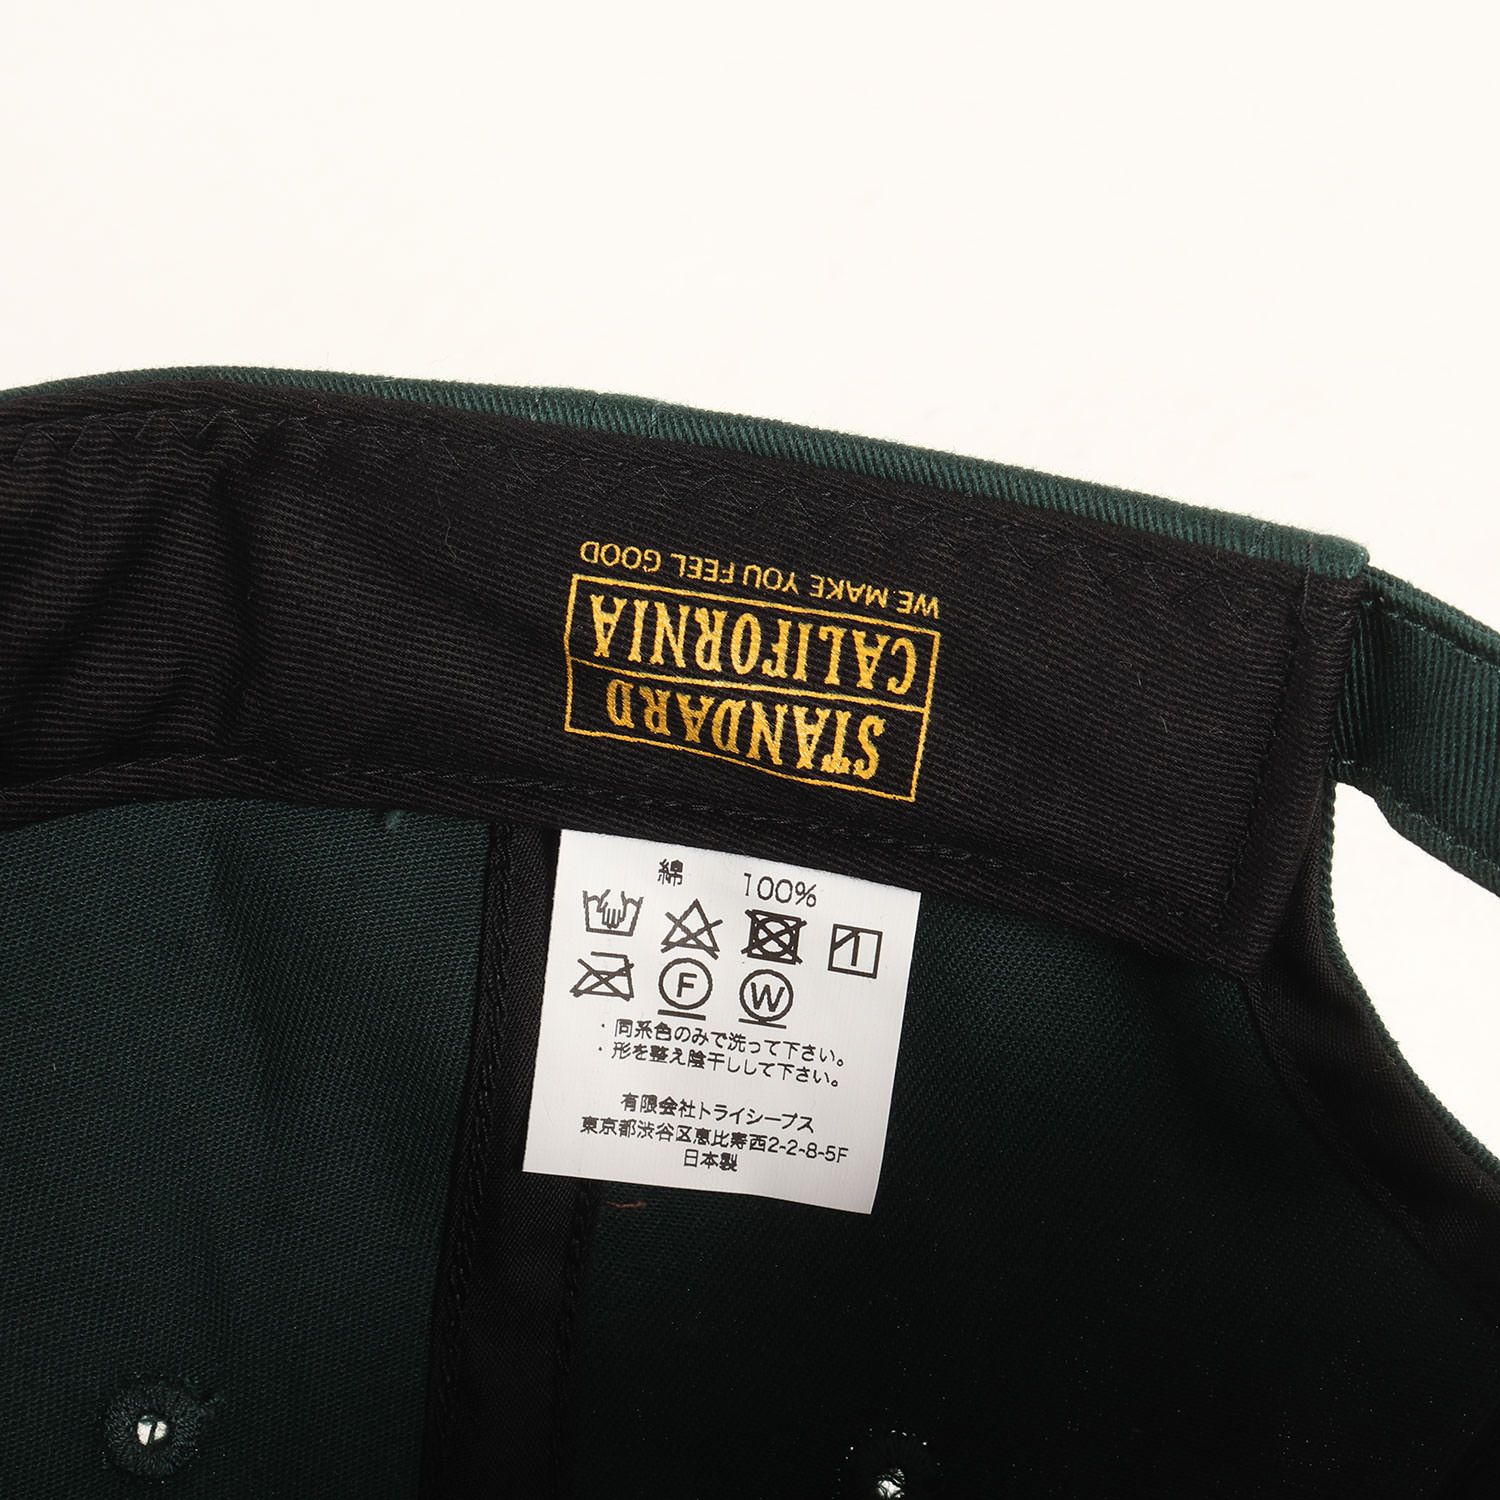 STANDARD
CALIFORNIA
WE MAKE YOU FEEL GOOD
綿 100%
F W
・同系色のみで洗って下さい。
・形を整え陰干しして下さい。
有限会社トライシープス
東京都渋谷区恵比寿西2-2-8-5F
日本製